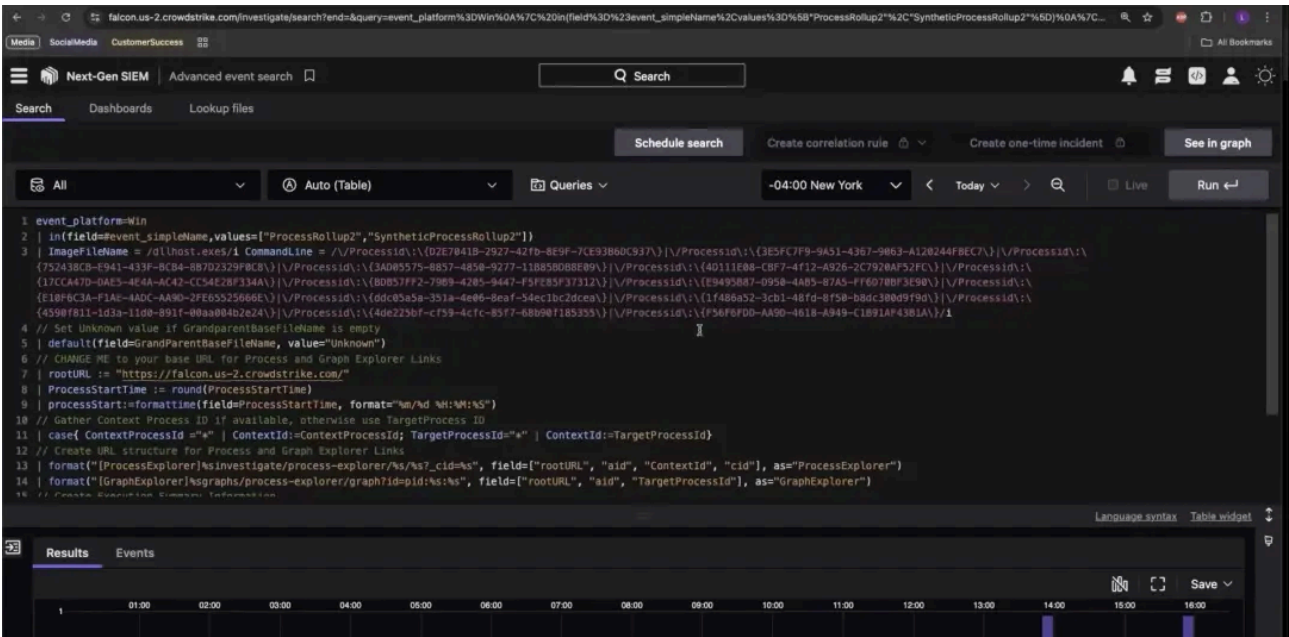 falcon.us-2.crowdstrike.com/investigate/search?end=&query=event_platform%3DWin%0A%7C%20in(field%3D%23event_simpleName%2Cvalues%3D%5B"ProcessRollup2"%2C"SyntheticProcessRollup2"%5D)%0A%7C...
Media SocialMedia CustomerSuccess All Bookmarks
Next-Gen SIEM Advanced event search Search
Search Dashboards Lookup files
Schedule search Create correlation rule Create one-time incident See in graph
All Auto (Table) Queries -04:00 New York Today Live Run
1 event_platform=Win
2 | in(field=#event_simpleName,values=["ProcessRollup2","SyntheticProcessRollup2"])
3 | ImageFileName = /dllhost.exe$/i CommandLine = /\/Processid\:\{D2E7041B-2927-42fb-8E9F-7CE93B6DC937\}|\/Processid\:\{3E5FC7F9-9A51-4367-9063-A120244FBEC7\}|\/Processid\:\
{752438CB-E941-433F-BCB4-8B7D2329F0C8\}|\/Processid\:\{3AD05575-8857-4850-9277-11B85BDB8E09\}|\/Processid\:\{4D111E08-CBF7-4f12-A926-2C7920AF52FC\}|\/Processid\:\
{17CCA47D-DAE5-4E4A-AC42-CC54E28F334A\}|\/Processid\:\{BD857FF2-7989-4205-9447-F5FE85F37312\}|\/Processid\:\{E9495B87-D950-4AB5-87A5-FF6D70BF3E90\}|\/Processid\:\
{E10F6C3A-F1AE-4ADC-AA9D-2FE65525666E\}|\/Processid\:\{ddc05a5a-351a-4e06-8eaf-54ec1bc2dcea\}|\/Processid\:\{1f486a52-3cb1-48fd-8f50-b8dc300d9f9d\}|\/Processid\:\
{4590f811-1d3a-11d0-891f-00aa004b2e24\}|\/Processid\:\{4de225bf-cf59-4cfc-85f7-68b90f185355\}|\/Processid\:\{F56F6FDD-AA9D-4618-A949-C1B91AF43B1A\}/i
4 // Set Unknown value if GrandparentBaseFileName is empty
5 | default(field=GrandParentBaseFileName, value="Unknown")
6 // CHANGE ME to your base URL for Process and Graph Explorer Links
7 | rootURL := "https://falcon.us-2.crowdstrike.com/"
8 | ProcessStartTime := round(ProcessStartTime)
9 | processStart:=formattime(field=ProcessStartTime, format="%m/%d %H:%M:%S")
10 // Gather Context Process ID if available, otherwise use TargetProcess ID
11 | case{ ContextProcessId ="*" | ContextId:=ContextProcessId; TargetProcessId="*" | ContextId:=TargetProcessId}
12 // Create URL structure for Process and Graph Explorer Links
13 | format("[ProcessExplorer]%sinvestigate/process-explorer/%s/%s?_cid=%s", field=["rootURL", "aid", "ContextId", "cid"], as="ProcessExplorer")
14 | format("[GraphExplorer]%sgraphs/process-explorer/graph?id=pid:%s:%s", field=["rootURL", "aid", "TargetProcessId"], as="GraphExplorer")
15 // Create Execution Summary Information
Language syntax Table widget
Results Events
Save
1 01:00 02:00 03:00 04:00 05:00 06:00 07:00 08:00 09:00 10:00 11:00 12:00 13:00 14:00 15:00 16:00